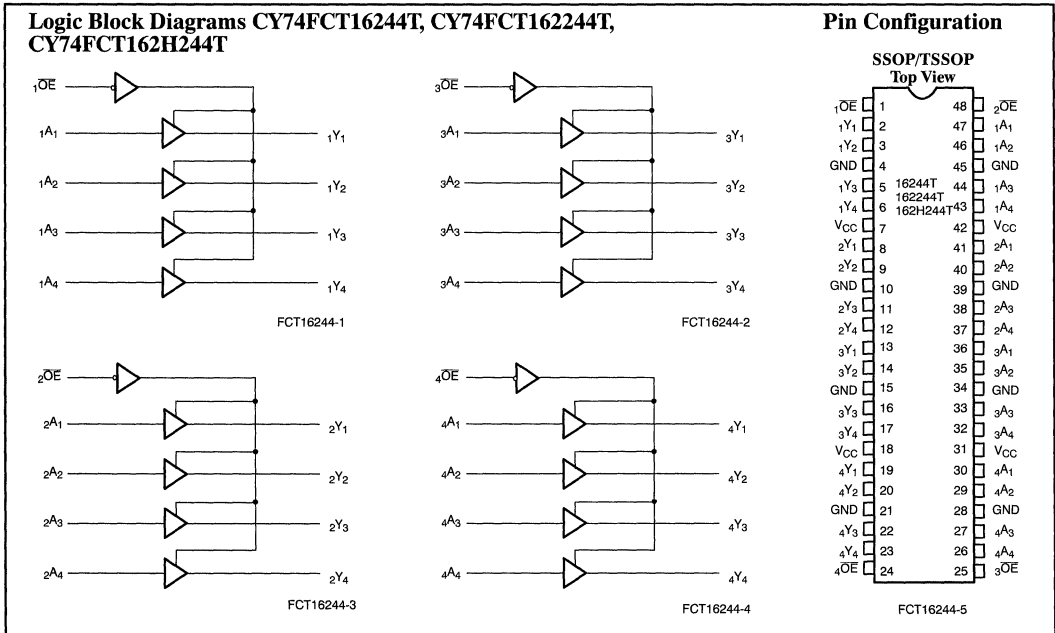 Logic Block Diagrams CY74FCT16244T, CY74FCT162244T,
CY74FCT162H244T
1OE
1A1
1Y1
1A2
1Y2
1A3
1Y3
1A4
1Y4
FCT16244-1
3OE
3A1
3Y1
3A2
3Y2
3A3
3Y3
3A4
3Y4
FCT16244-2
2OE
2A1
2Y1
2A2
2Y2
2A3
2Y3
2A4
2Y4
FCT16244-3
4OE
4A1
4Y1
4A2
4Y2
4A3
4Y3
4A4
4Y4
FCT16244-4
Pin Configuration
SSOP/TSSOP
Top View
1OE 1 48 2OE
1Y1 2 47 1A1
1Y2 3 46 1A2
GND 4 45 GND
1Y3 5 16244T 44 1A3
162244T
1Y4 6 162H244T 43 1A4
VCC 7 42 VCC
2Y1 8 41 2A1
2Y2 9 40 2A2
GND 10 39 GND
2Y3 11 38 2A3
2Y4 12 37 2A4
3Y1 13 36 3A1
3Y2 14 35 3A2
GND 15 34 GND
3Y3 16 33 3A3
3Y4 17 32 3A4
VCC 18 31 VCC
4Y1 19 30 4A1
4Y2 20 29 4A2
GND 21 28 GND
4Y3 22 27 4A3
4Y4 23 26 4A4
4OE 24 25 3OE
FCT16244-5